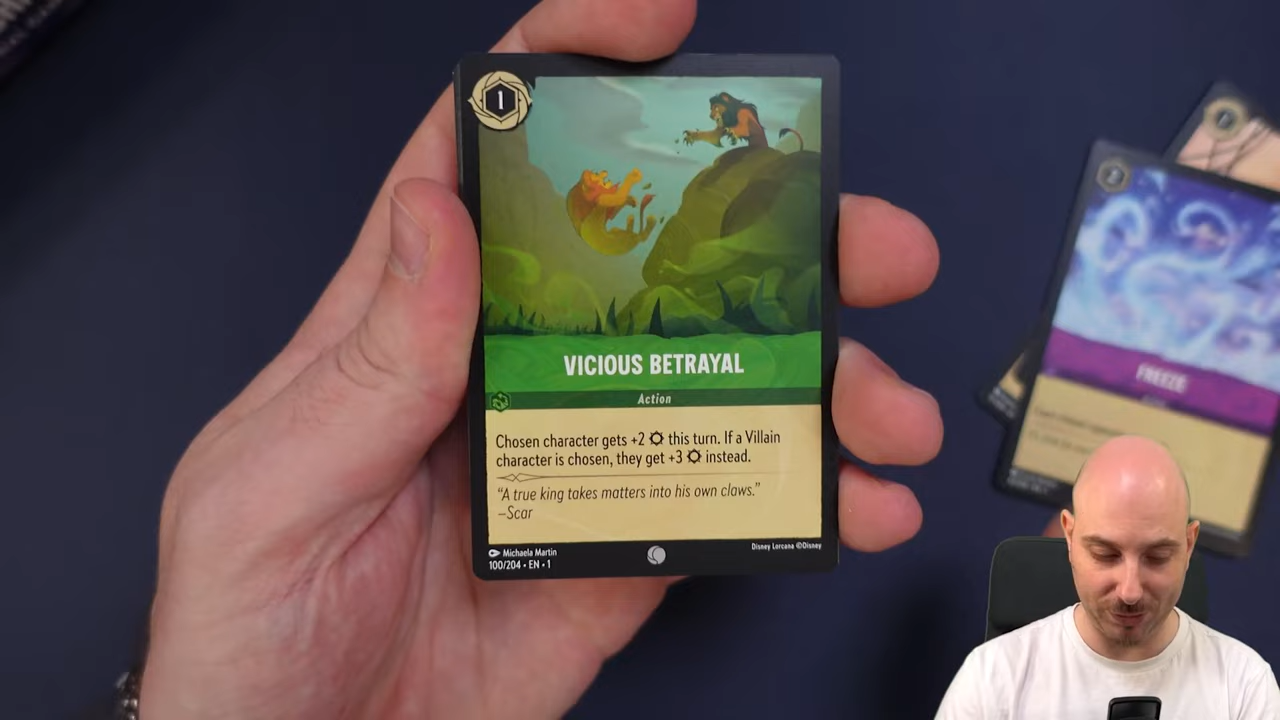 1
VICIOUS BETRAYAL
Action
Chosen character gets +2 this turn. If a Villain
character is chosen, they get +3 instead.
“A true king takes matters into his own claws.”
–Scar
Michaela Martin
100/204 • EN • 1
Disney Lorcana ©Disney
FREEZE